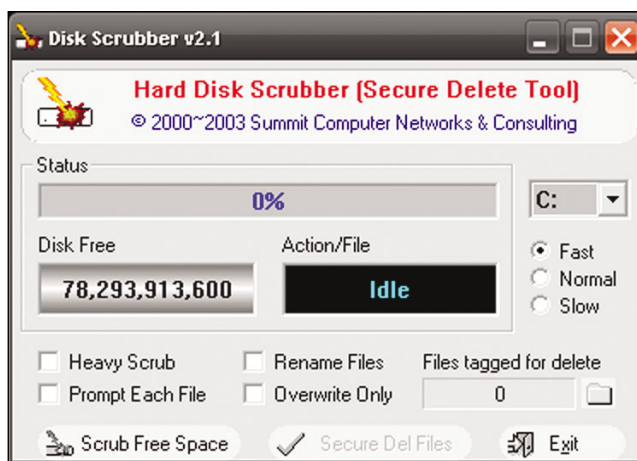 Disk Scrubber v2.1
Hard Disk Scrubber (Secure Delete Tool)
© 2000~2003 Summit Computer Networks & Consulting
Status
0%
C:
Disk Free
Action/File
78,293,913,600
Idle
Fast
Normal
Slow
Heavy Scrub
Rename Files
Files tagged for delete
Prompt Each File
Overwrite Only
0
Scrub Free Space
Secure Del Files
Exit